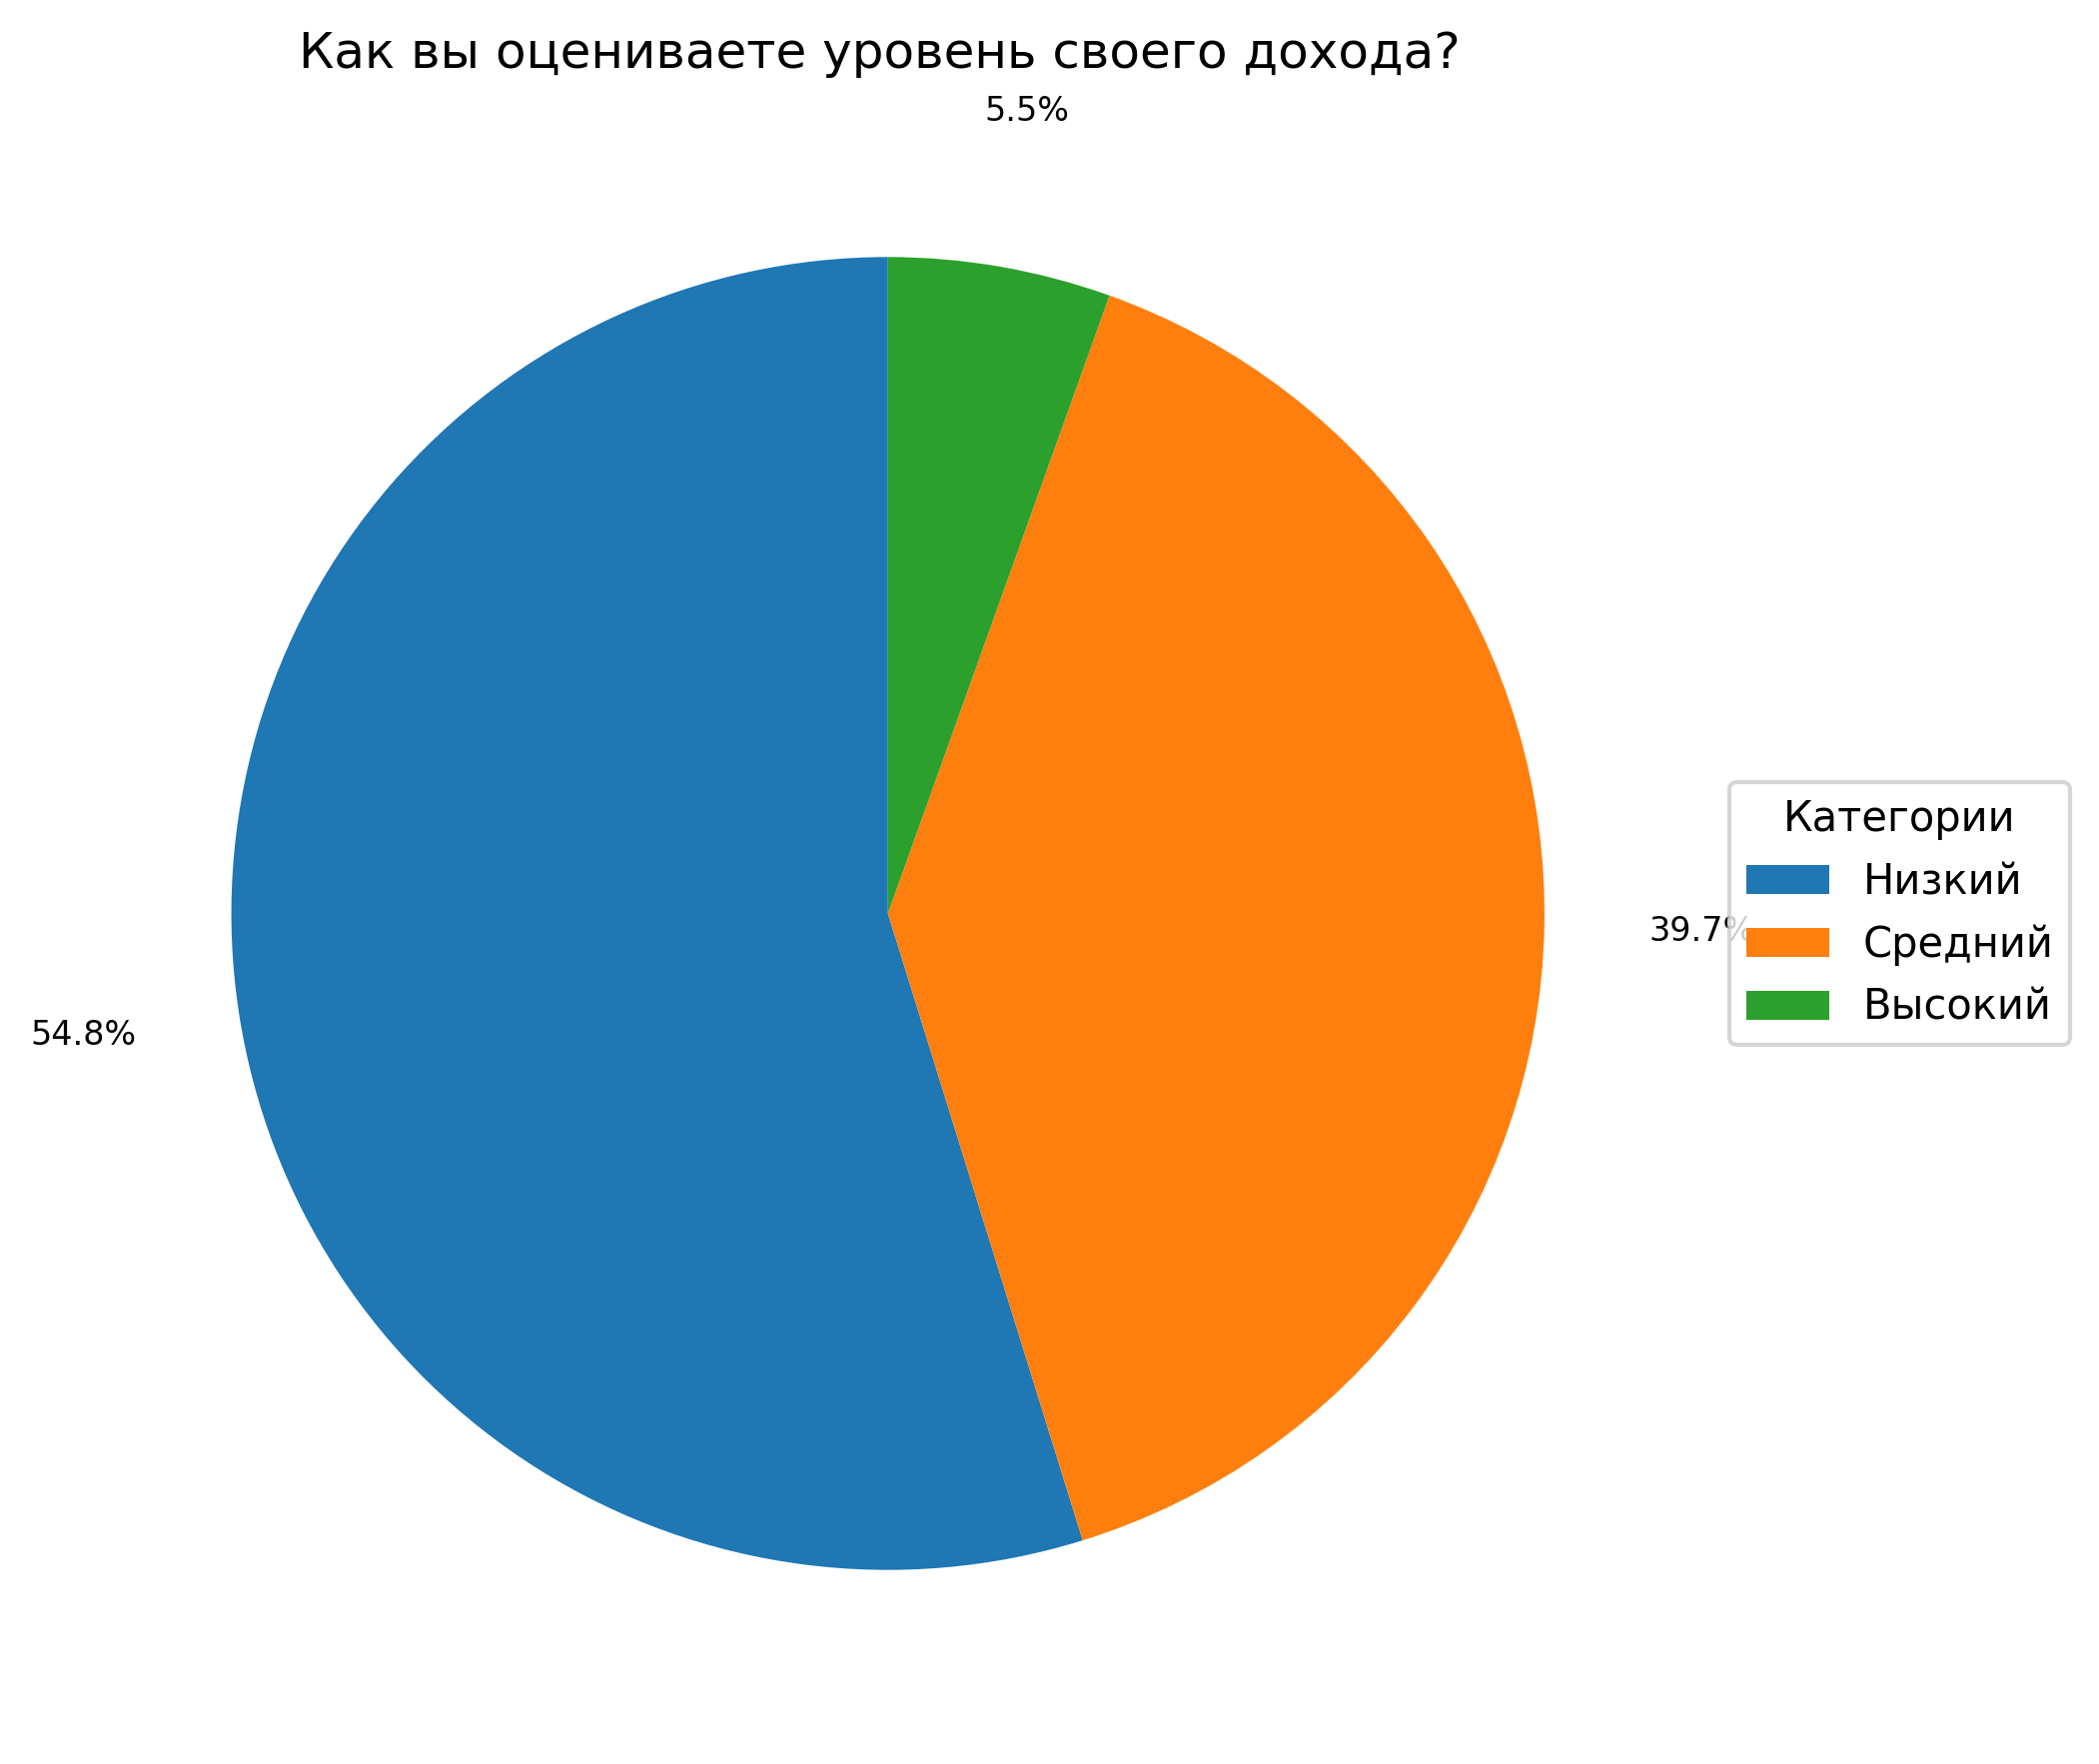 Как вы оцениваете уровень своего дохода?
5.5%
39.7%
54.8%
Категории
Низкий
Средний
Высокий